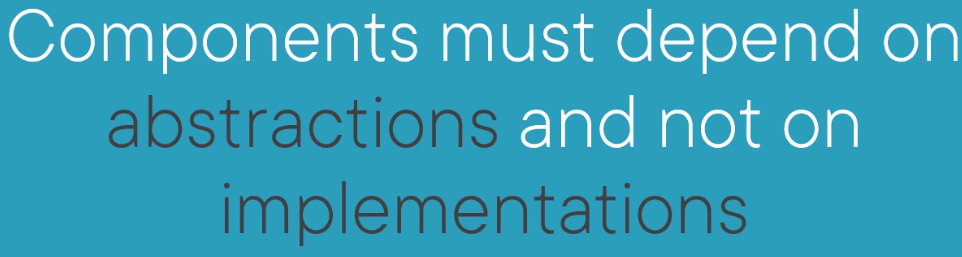 Components must depend on
abstractions and not on
implementations